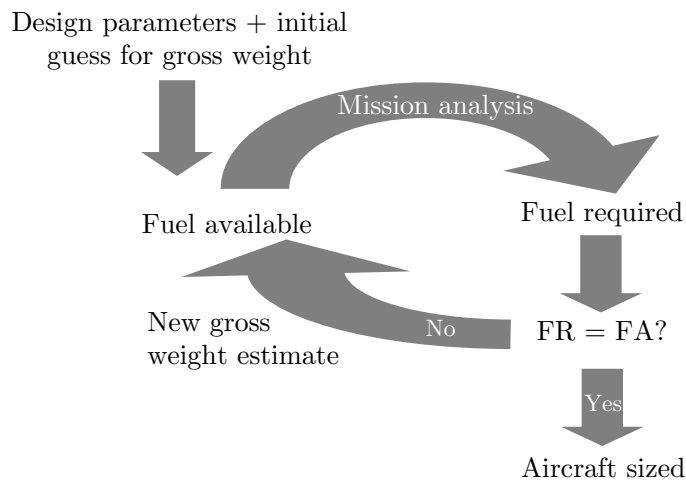 Design parameters + initial
guess for gross weight
Mission analysis
Fuel available
Fuel required
New gross
weight estimate
No
FR = FA?
Yes
Aircraft sized